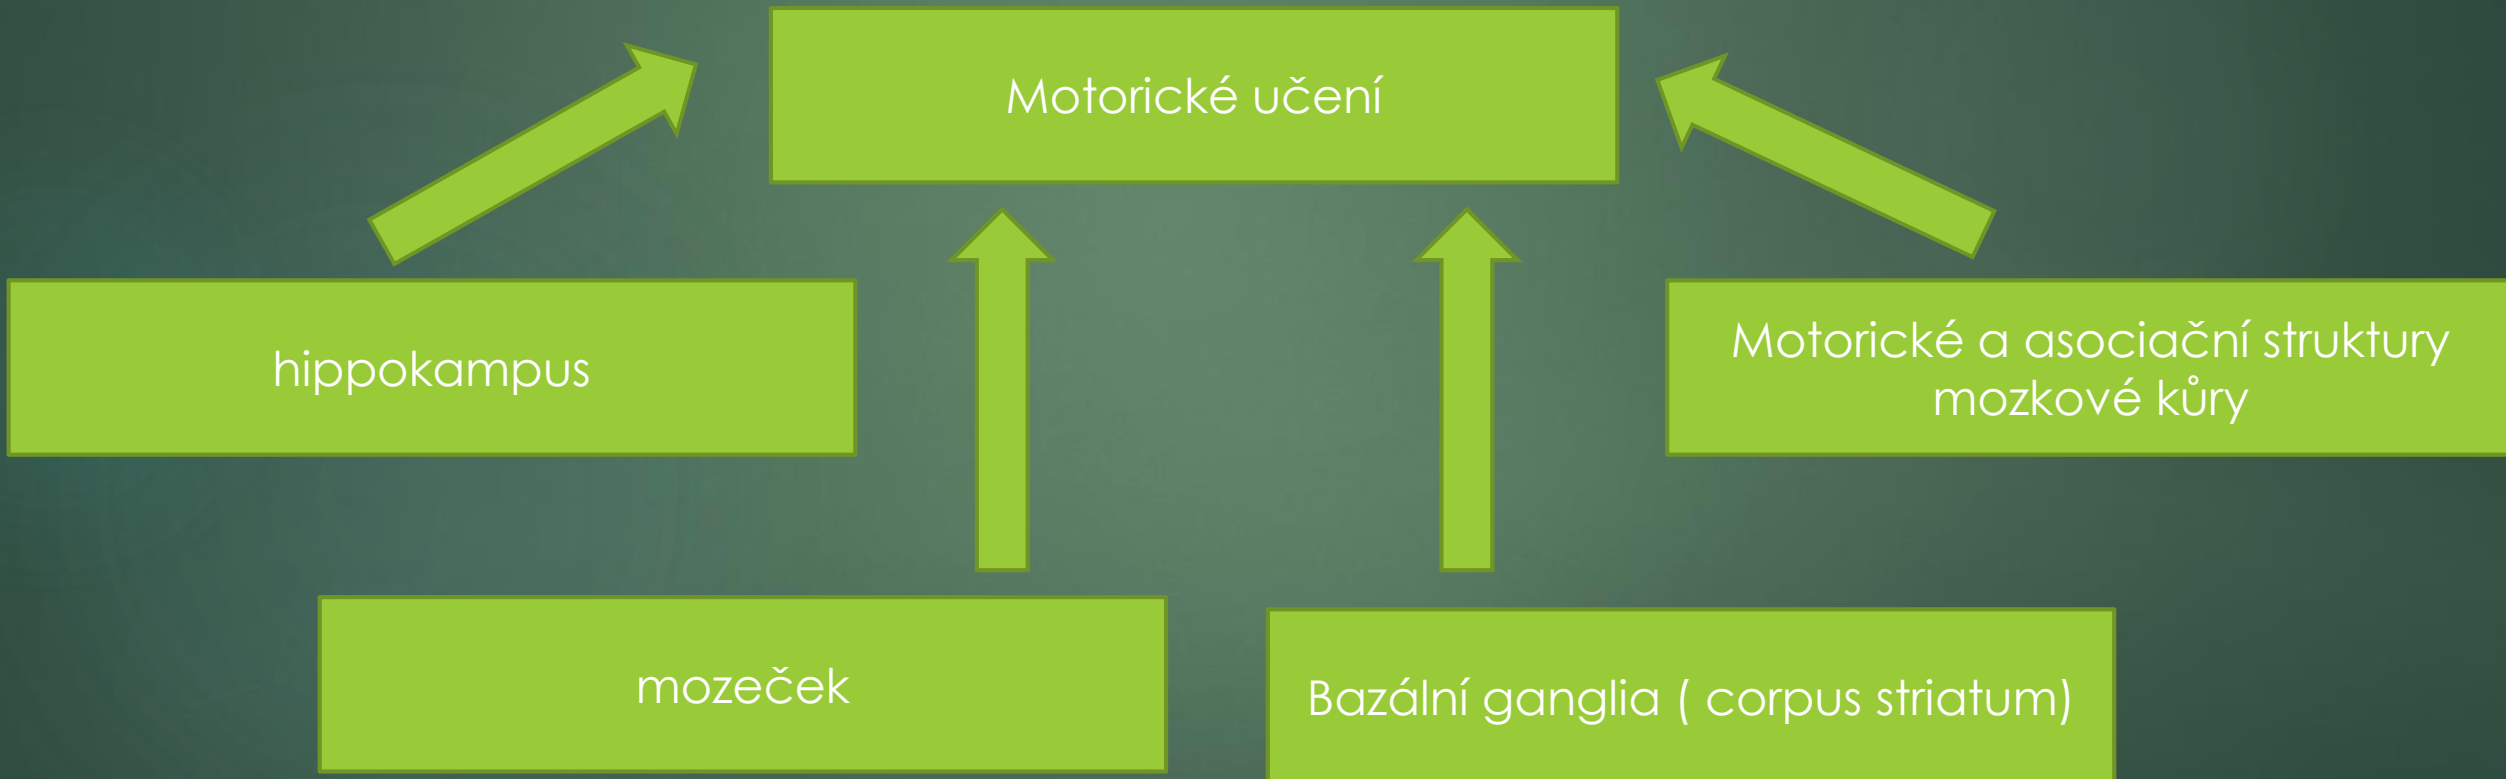 Motorické učení
hippokampus
Motorické a asociační struktury
mozkové kůry
mozeček
Bazální ganglia ( corpus striatum)